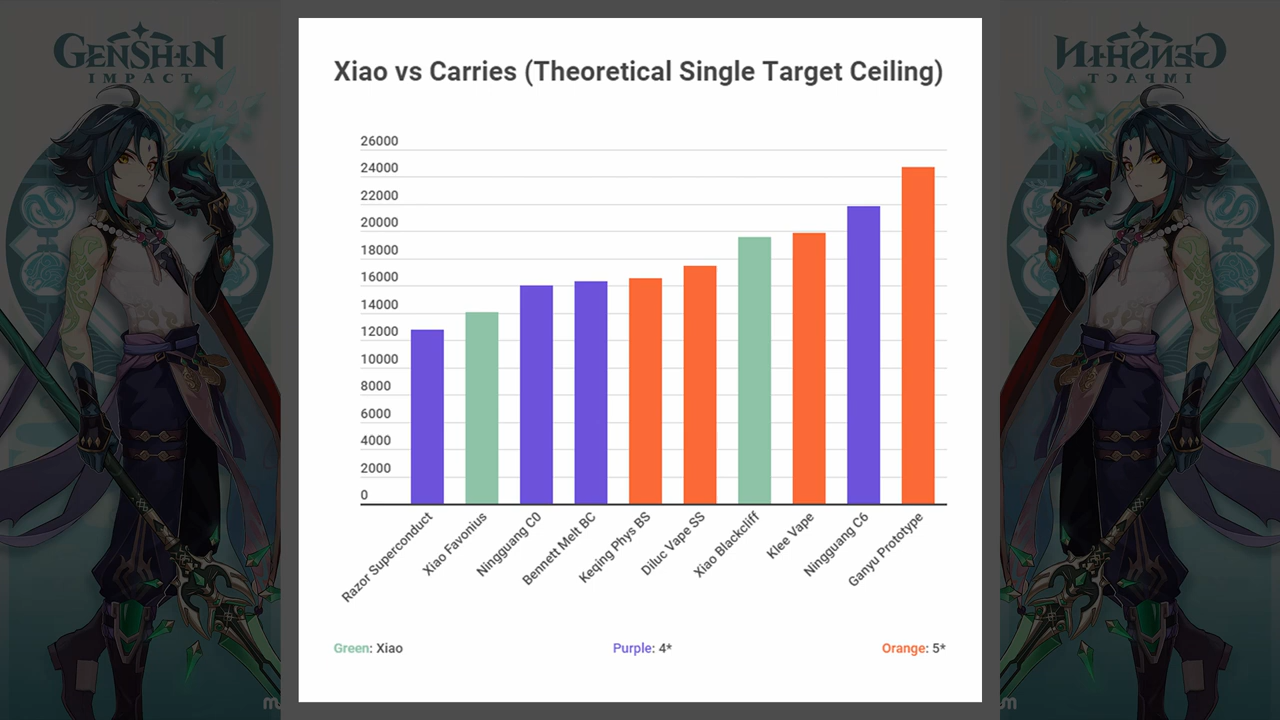 GENSHIN
IMPACT
Xiao vs Carries (Theoretical Single Target Ceiling)
GENSHIN
IMPACT
26000
24000
22000
20000
18000
16000
14000
12000
10000
8000
6000
4000
2000
0
Razor Superconduct
Xiao Favonius
Ningguang C0
Bennett Melt BC
Keqing Phys BS
Diluc Vape SS
Xiao Blackcliff
Klee Vape
Ningguang C6
Ganyu Prototype
Green: Xiao
Purple: 4*
Orange: 5*